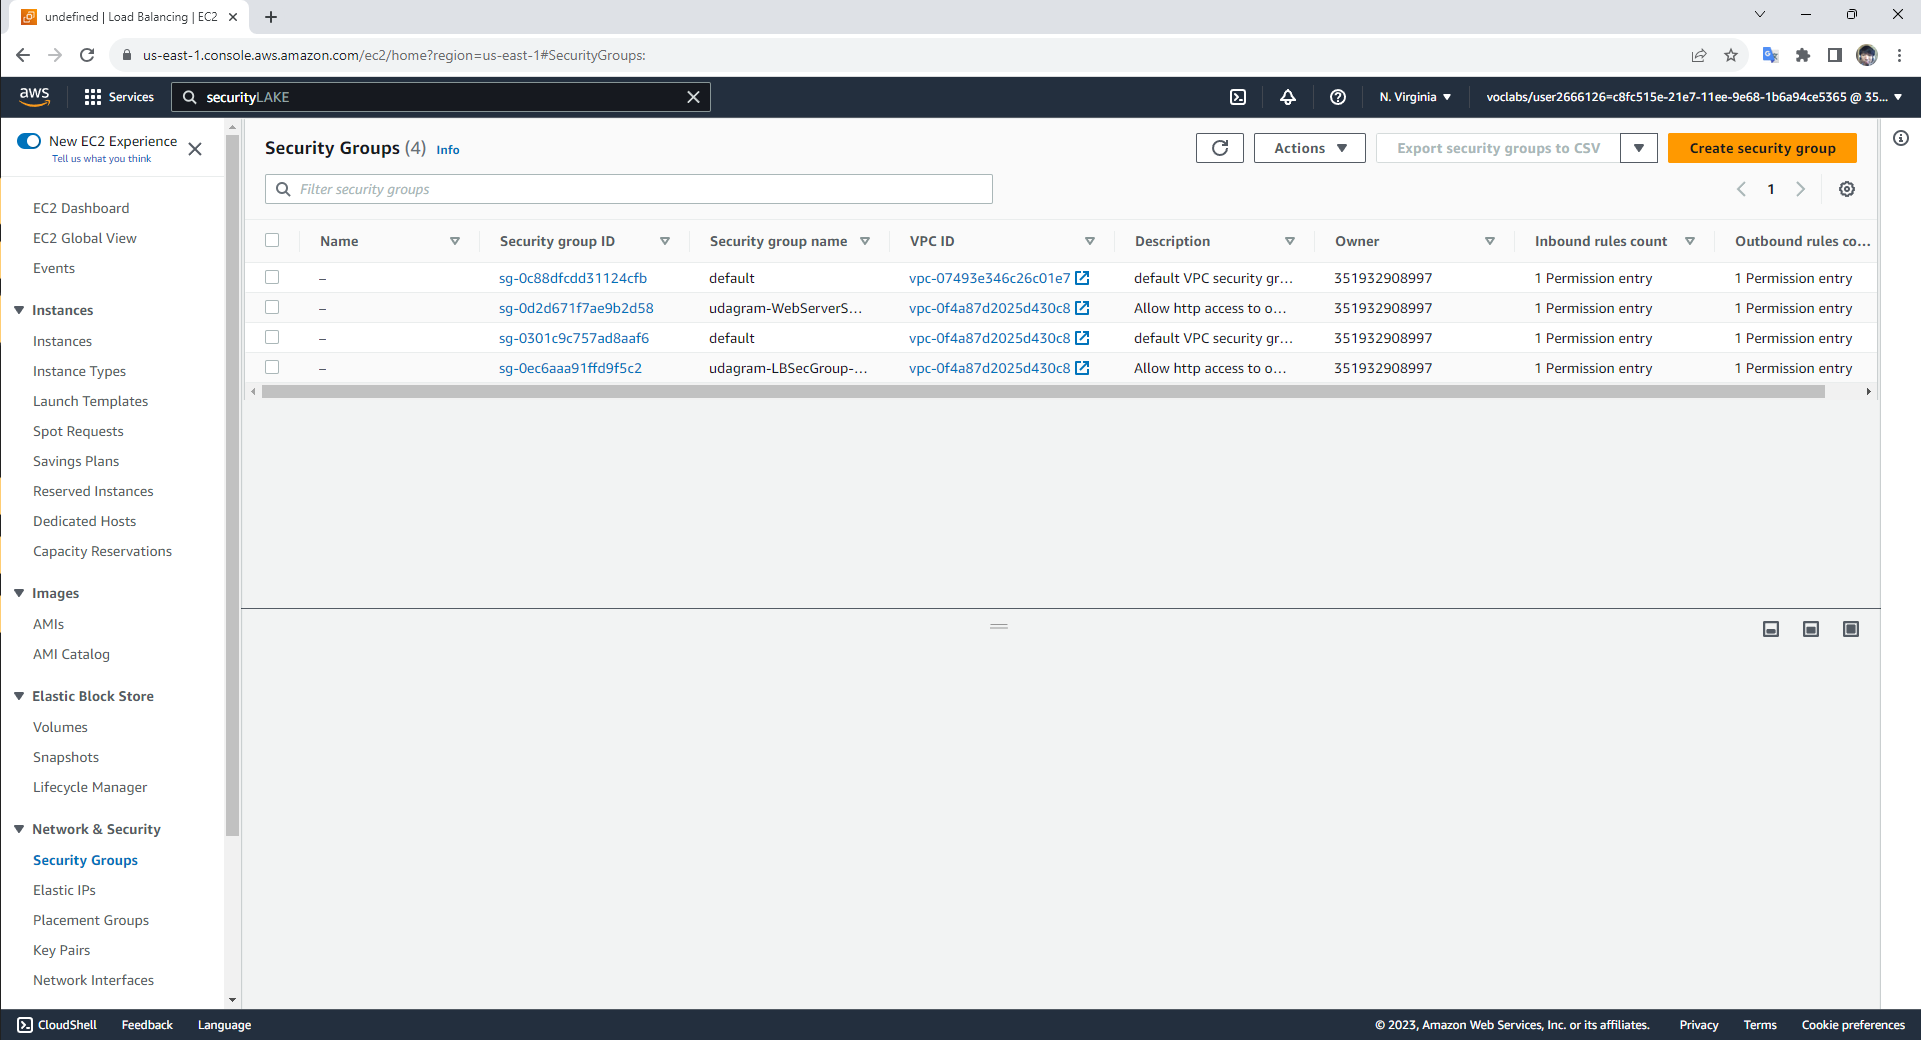 undefined | Load Balancing | EC2
us-east-1.console.aws.amazon.com/ec2/home?region=us-east-1#SecurityGroups:
aws Services securityLAKE N. Virginia voclabs/user2666126=c8fc515e-21e7-11ee-9e68-1b6a94ce5365 @ 35...
New EC2 Experience
Tell us what you think
EC2 Dashboard
EC2 Global View
Events
Instances
Instances
Instance Types
Launch Templates
Spot Requests
Savings Plans
Reserved Instances
Dedicated Hosts
Capacity Reservations
Images
AMIs
AMI Catalog
Elastic Block Store
Volumes
Snapshots
Lifecycle Manager
Network & Security
Security Groups
Elastic IPs
Placement Groups
Key Pairs
Network Interfaces
Security Groups (4) Info
Actions Export security groups to CSV Create security group
Filter security groups
1
Name Security group ID Security group name VPC ID Description Owner Inbound rules count Outbound rules co...
– sg-0c88dfcdd31124cfb default vpc-07493e346c26c01e7 default VPC security gr... 351932908997 1 Permission entry 1 Permission entry
– sg-0d2d671f7ae9b2d58 udagram-WebServerS... vpc-0f4a87d2025d430c8 Allow http access to o... 351932908997 1 Permission entry 1 Permission entry
– sg-0301c9c757ad8aaf6 default vpc-0f4a87d2025d430c8 default VPC security gr... 351932908997 1 Permission entry 1 Permission entry
– sg-0ec6aaa91ffd9f5c2 udagram-LBSecGroup-... vpc-0f4a87d2025d430c8 Allow http access to o... 351932908997 1 Permission entry 1 Permission entry
CloudShell Feedback Language © 2023, Amazon Web Services, Inc. or its affiliates. Privacy Terms Cookie preferences